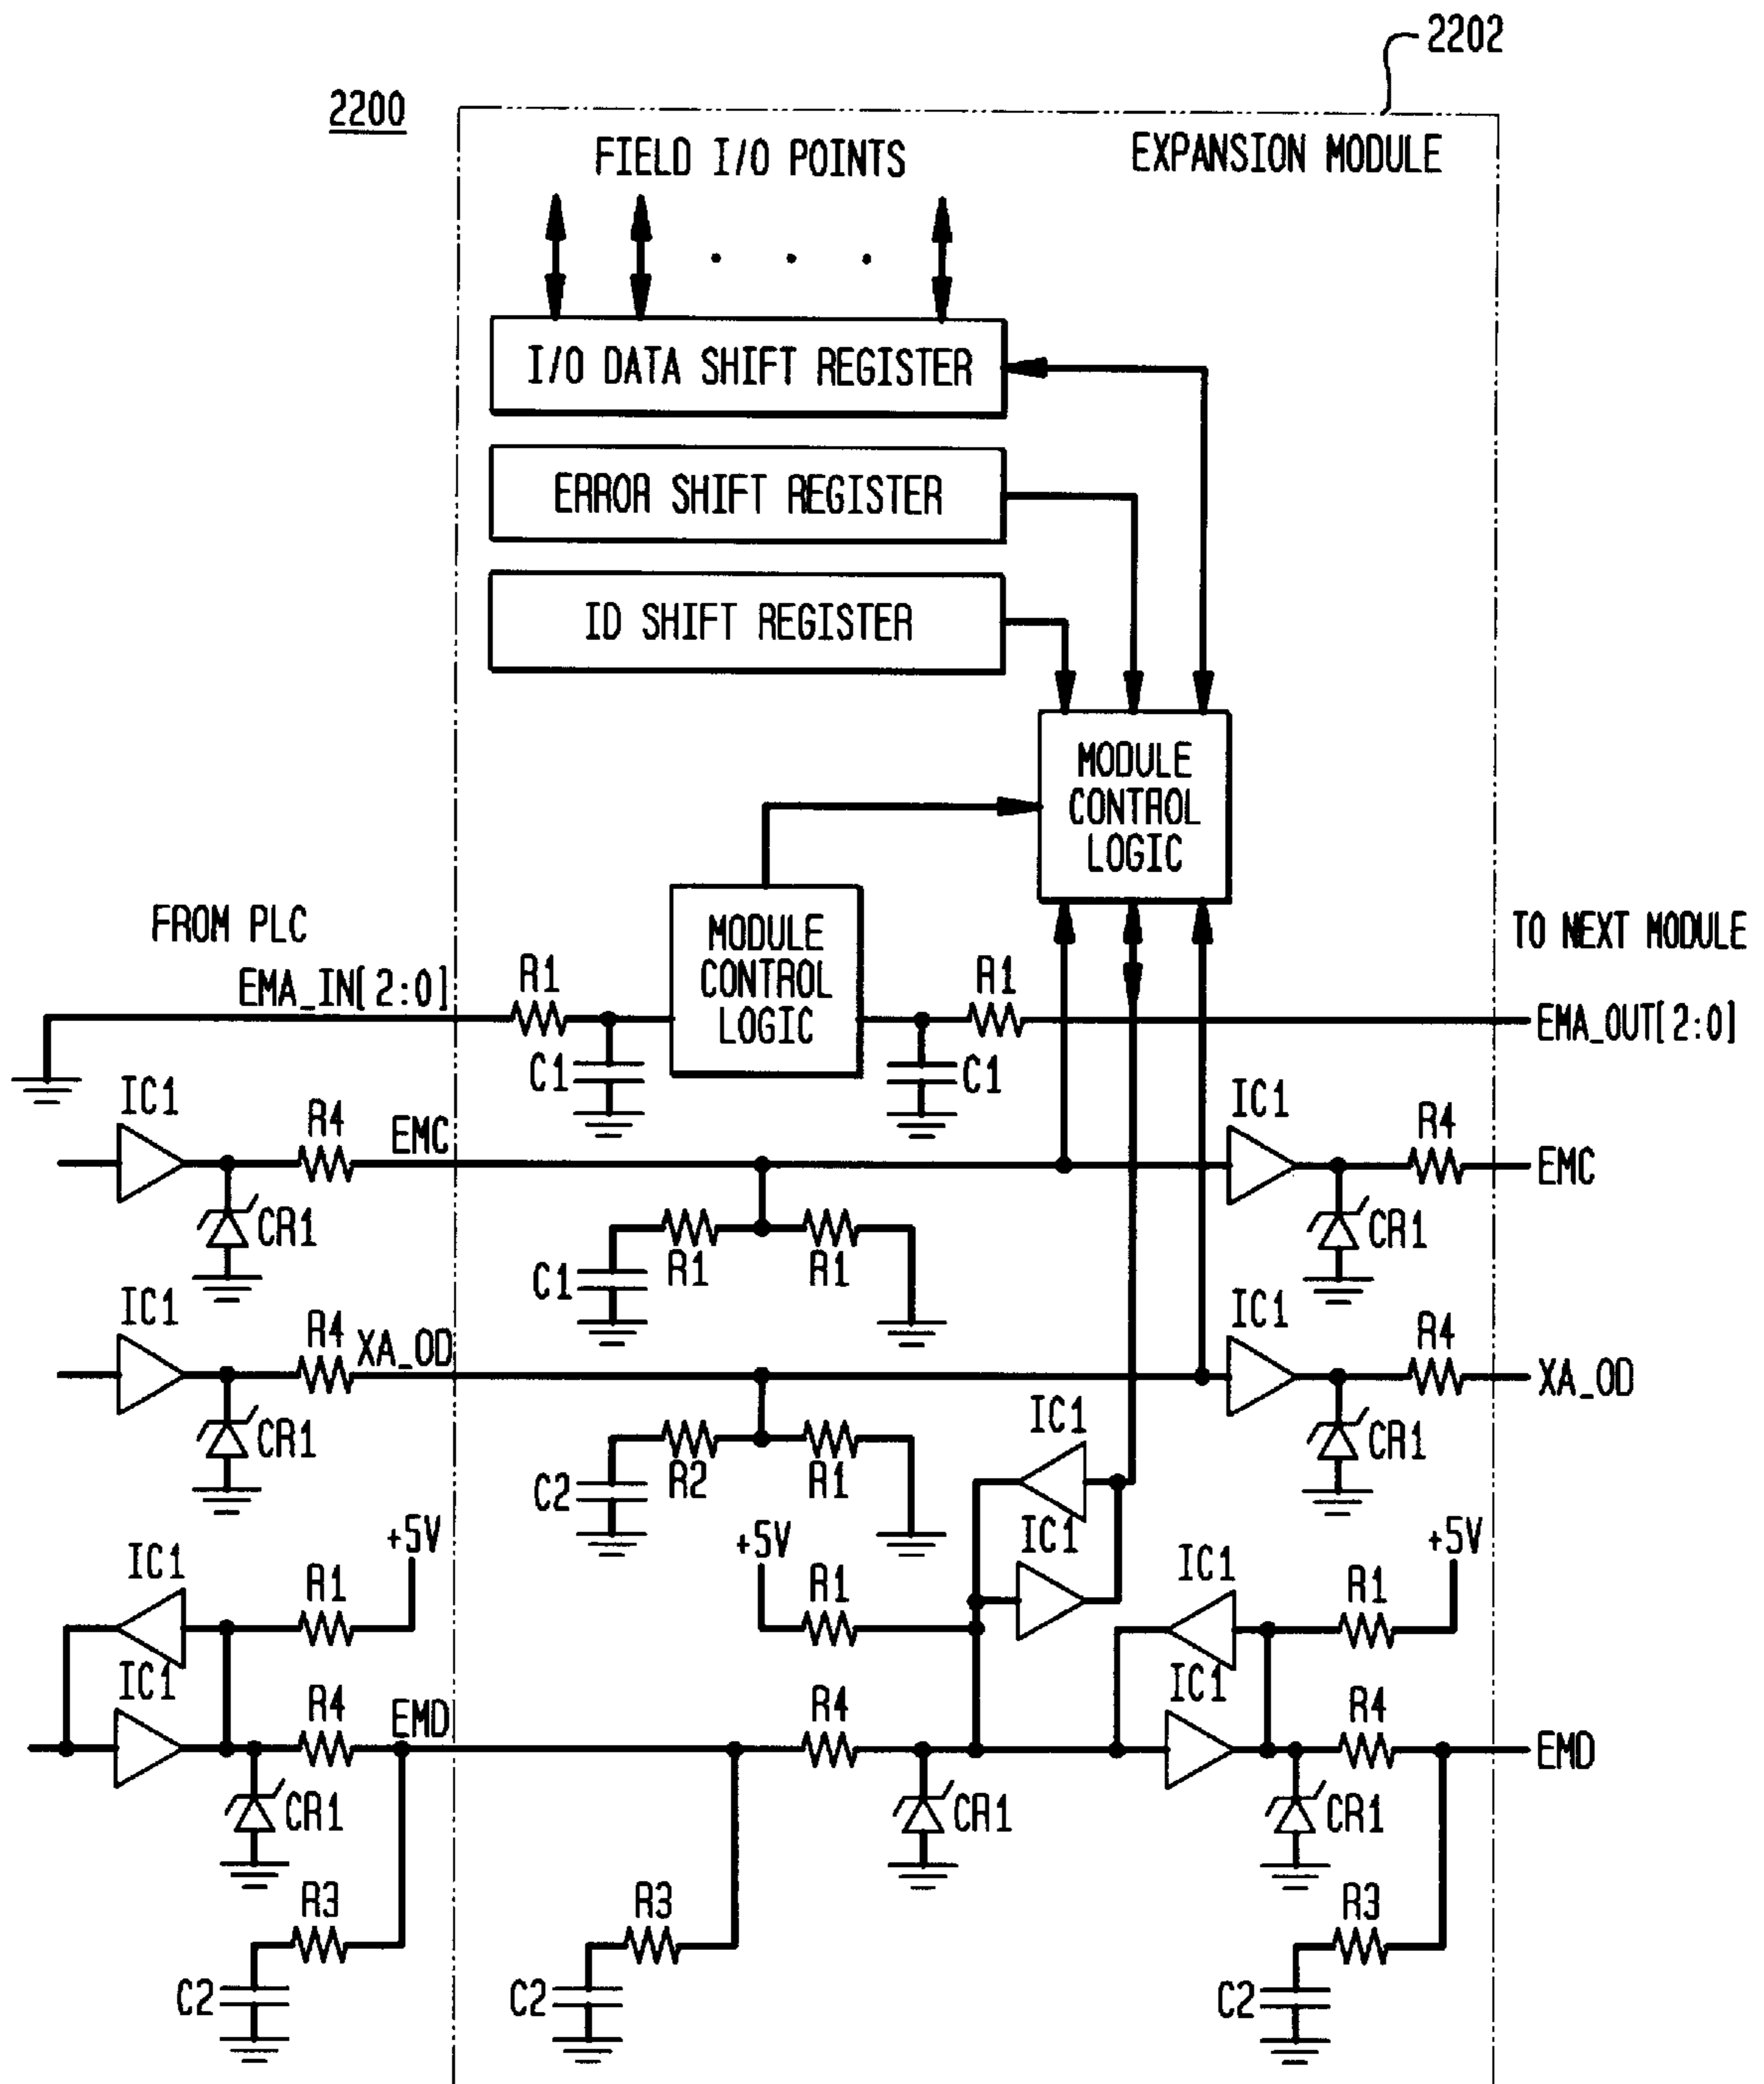 2202
2200
FIELD I/O POINTS
EXPANSION MODULE
I/O DATA SHIFT REGISTER
ERROR SHIFT REGISTER
ID SHIFT REGISTER
MODULE
CONTROL
LOGIC
FROM PLC
TO NEXT MODULE
MODULE
CONTROL
LOGIC
EMA_IN[2:0]
R1
R1
EMA_OUT[2:0]
C1
C1
IC1
R4
EMC
IC1
R4
EMC
CR1
R1
R1
C1
CR1
IC1
R4
XA_OD
IC1
R4
XA_OD
CR1
R2
R1
C2
IC1
CR1
IC1
R1
+5V
+5V
R1
IC1
IC1
R1
+5V
IC1
R4
EMD
R4
IC1
R4
EMD
CR1
CR1
CR1
R3
R3
R3
C2
C2
C2